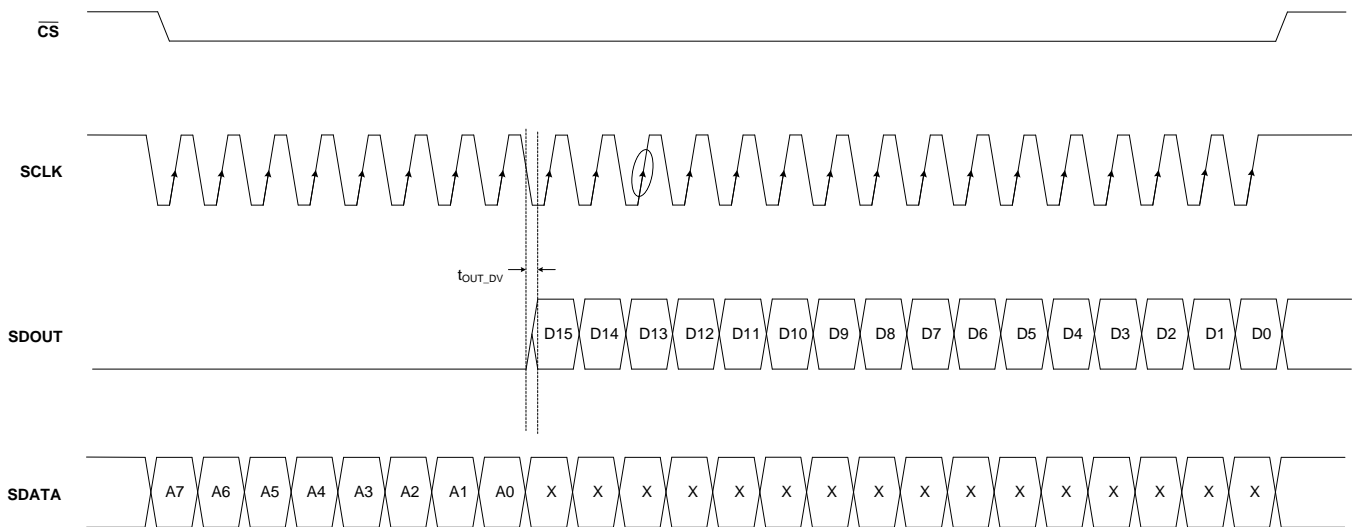 CS
SCLK
tOUT_DV
SDOUT
D15 D14 D13 D12 D11 D10 D9 D8 D7 D6 D5 D4 D3 D2 D1 D0
SDATA
A7 A6 A5 A4 A3 A2 A1 A0 X X X X X X X X X X X X X X X X